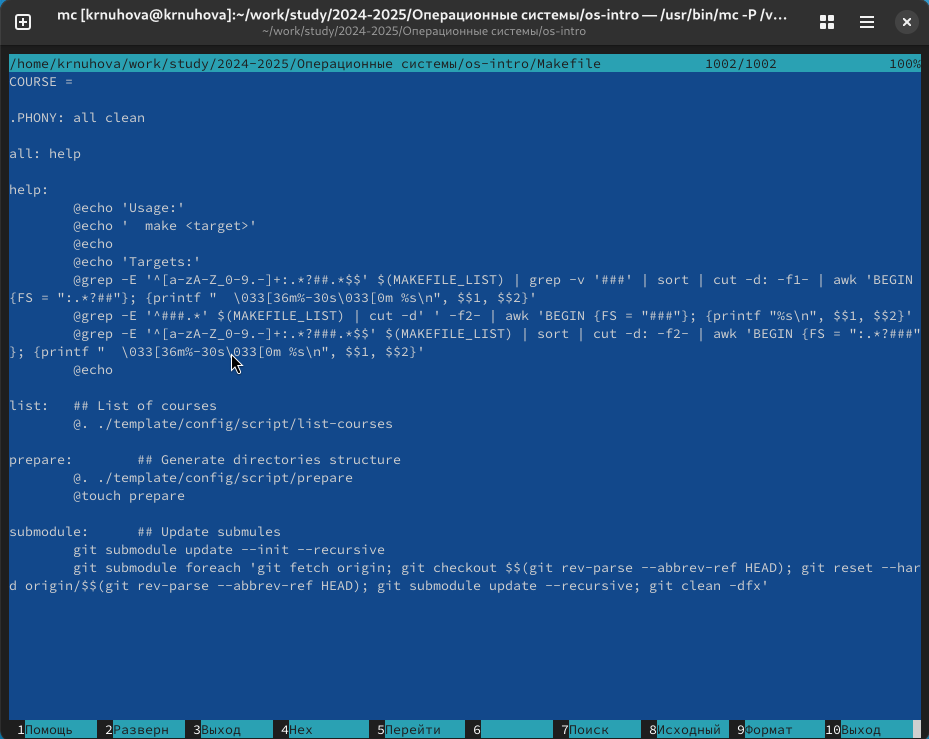 mc [krnuhova@krnuhova]:~/work/study/2024-2025/Операционные системы/os-intro — /usr/bin/mc -P /v...
~/work/study/2024-2025/Операционные системы/os-intro
/home/krnuhova/work/study/2024-2025/Операционные системы/os-intro/Makefile 1002/1002 100%
COURSE =
.PHONY: all clean
all: help
help:
@echo 'Usage:'
@echo '  make <target>'
@echo
@echo 'Targets:'
@grep -E '^[a-zA-Z_0-9.-]+:.*?##.*$$' $(MAKEFILE_LIST) | grep -v '###' | sort | cut -d: -f1- | awk 'BEGIN
{FS = ":.*?##"}; {printf "  \033[36m%-30s\033[0m %s\n", $$1, $$2}'
@grep -E '^###.*' $(MAKEFILE_LIST) | cut -d' ' -f2- | awk 'BEGIN {FS = "###"}; {printf "%s\n", $$1, $$2}'
@grep -E '^[a-zA-Z_0-9.-]+:.*?###.*$$' $(MAKEFILE_LIST) | sort | cut -d: -f2- | awk 'BEGIN {FS = ":.*?###"
}; {printf "  \033[36m%-30s\033[0m %s\n", $$1, $$2}'
@echo
list:   ## List of courses
@. ./template/config/script/list-courses
prepare:        ## Generate directories structure
@. ./template/config/script/prepare
@touch prepare
submodule:      ## Update submules
git submodule update --init --recursive
git submodule foreach 'git fetch origin; git checkout $$(git rev-parse --abbrev-ref HEAD); git reset --har
d origin/$$(git rev-parse --abbrev-ref HEAD); git submodule update --recursive; git clean -dfx'
1Помощь 2Разверн 3Выход 4Hex 5Перейти 6 7Поиск 8Исходный 9Формат 10Выход